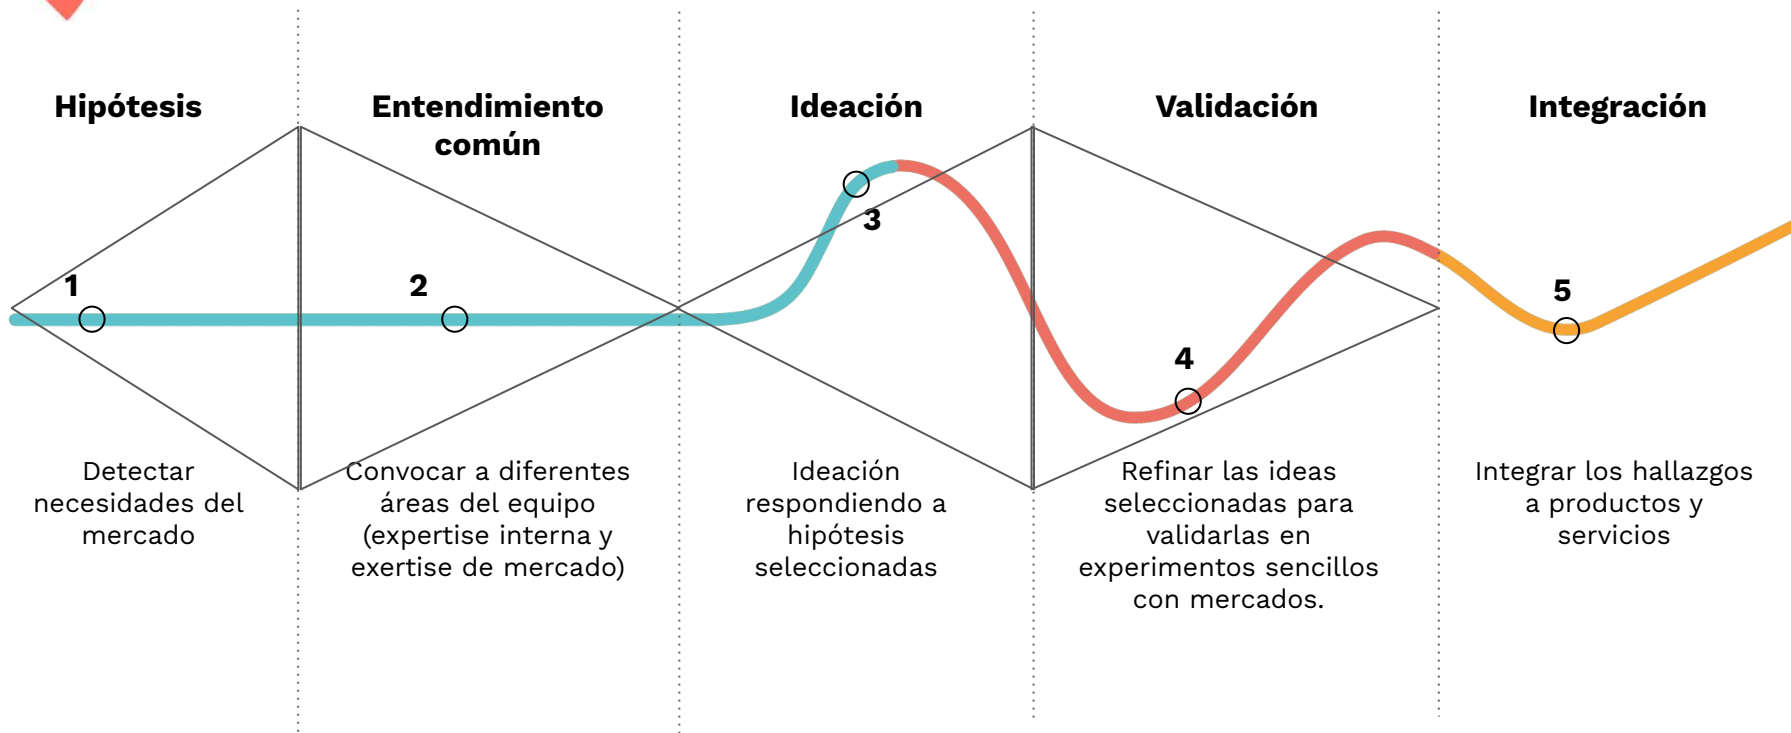 Hipótesis
Entendimiento
común
Ideación
Validación
Integración
1
2
3
4
5
Detectar
necesidades del
mercado
Convocar a diferentes
áreas del equipo
(expertise interna y
exertise de mercado)
Ideación
respondiendo a
hipótesis
seleccionadas
Refinar las ideas
seleccionadas para
validarlas en
experimentos sencillos
con mercados.
Integrar los hallazgos
a productos y
servicios